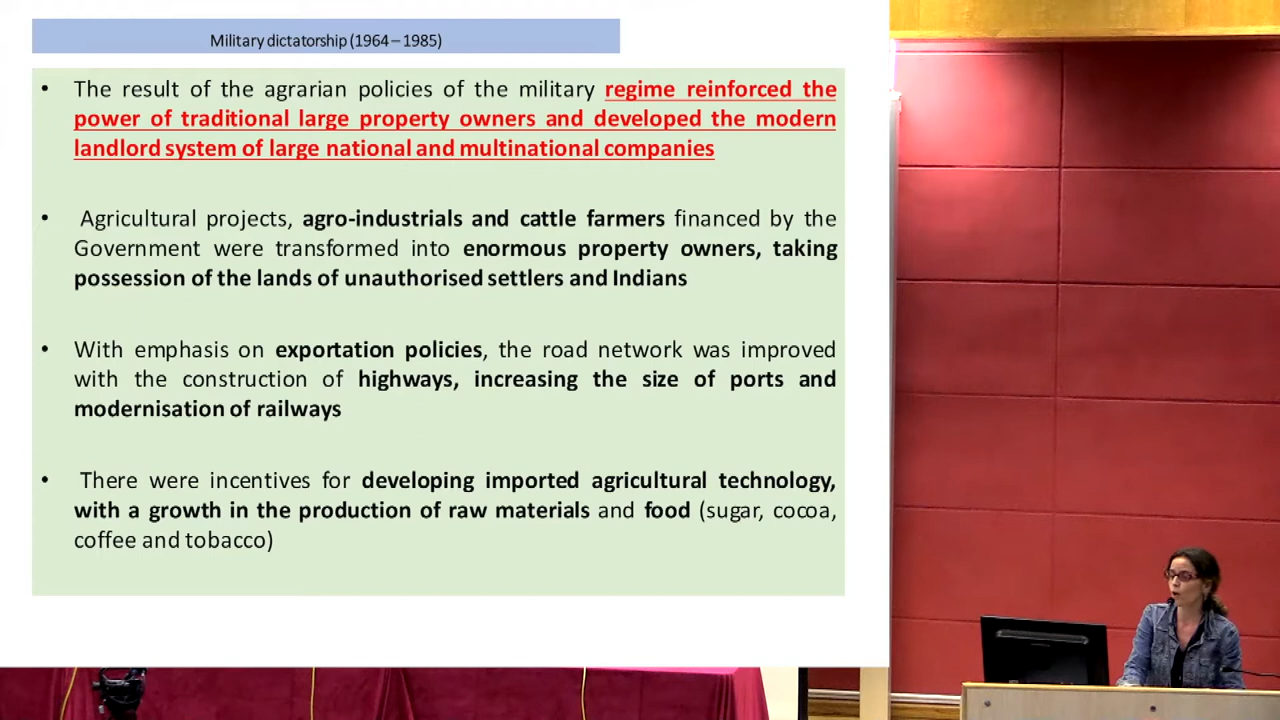 Military dictatorship (1964 – 1985)
• The result of the agrarian policies of the military regime reinforced the
power of traditional large property owners and developed the modern
landlord system of large national and multinational companies
• Agricultural projects, agro-industrials and cattle farmers financed by the
Government were transformed into enormous property owners, taking
possession of the lands of unauthorised settlers and Indians
• With emphasis on exportation policies, the road network was improved
with the construction of highways, increasing the size of ports and
modernisation of railways
• There were incentives for developing imported agricultural technology,
with a growth in the production of raw materials and food (sugar, cocoa,
coffee and tobacco)